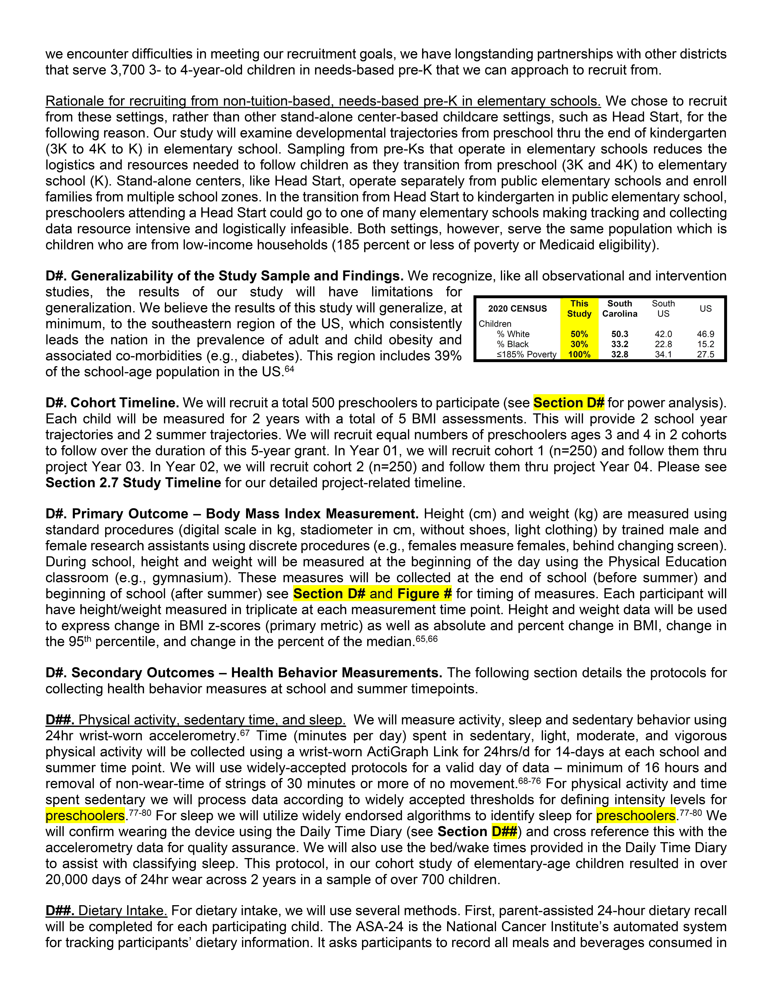 we encounter difficulties in meeting our recruitment goals, we have longstanding partnerships with other districts
that serve 3,700 3- to 4-year-old children in needs-based pre-K that we can approach to recruit from.
Rationale for recruiting from non-tuition-based, needs-based pre-K in elementary schools. We chose to recruit
from these settings, rather than other stand-alone center-based childcare settings, such as Head Start, for the
following reason. Our study will examine developmental trajectories from preschool thru the end of kindergarten
(3K to 4K to K) in elementary school. Sampling from pre-Ks that operate in elementary schools reduces the
logistics and resources needed to follow children as they transition from preschool (3K and 4K) to elementary
school (K). Stand-alone centers, like Head Start, operate separately from public elementary schools and enroll
families from multiple school zones. In the transition from Head Start to kindergarten in public elementary school,
preschoolers attending a Head Start could go to one of many elementary schools making tracking and collecting
data resource intensive and logistically infeasible. Both settings, however, serve the same population which is
children who are from low-income households (185 percent or less of poverty or Medicaid eligibility).
D#. Generalizability of the Study Sample and Findings. We recognize, like all observational and intervention
studies, the results of our study will have limitations for
generalization. We believe the results of this study will generalize, at
minimum, to the southeastern region of the US, which consistently
leads the nation in the prevalence of adult and child obesity and
associated co-morbidities (e.g., diabetes). This region includes 39%
of the school-age population in the US.64
2020 CENSUS This Study South Carolina South US US
Children
% White 50% 50.3 42.0 46.9
% Black 30% 33.2 22.8 15.2
≤185% Poverty 100% 32.8 34.1 27.5
D#. Cohort Timeline. We will recruit a total 500 preschoolers to participate (see Section D# for power analysis).
Each child will be measured for 2 years with a total of 5 BMI assessments. This will provide 2 school year
trajectories and 2 summer trajectories. We will recruit equal numbers of preschoolers ages 3 and 4 in 2 cohorts
to follow over the duration of this 5-year grant. In Year 01, we will recruit cohort 1 (n=250) and follow them thru
project Year 03. In Year 02, we will recruit cohort 2 (n=250) and follow them thru project Year 04. Please see
Section 2.7 Study Timeline for our detailed project-related timeline.
D#. Primary Outcome – Body Mass Index Measurement. Height (cm) and weight (kg) are measured using
standard procedures (digital scale in kg, stadiometer in cm, without shoes, light clothing) by trained male and
female research assistants using discrete procedures (e.g., females measure females, behind changing screen).
During school, height and weight will be measured at the beginning of the day using the Physical Education
classroom (e.g., gymnasium). These measures will be collected at the end of school (before summer) and
beginning of school (after summer) see Section D# and Figure # for timing of measures. Each participant will
have height/weight measured in triplicate at each measurement time point. Height and weight data will be used
to express change in BMI z-scores (primary metric) as well as absolute and percent change in BMI, change in
the 95th percentile, and change in the percent of the median.65,66
D#. Secondary Outcomes – Health Behavior Measurements. The following section details the protocols for
collecting health behavior measures at school and summer timepoints.
D##. Physical activity, sedentary time, and sleep. We will measure activity, sleep and sedentary behavior using
24hr wrist-worn accelerometry.67 Time (minutes per day) spent in sedentary, light, moderate, and vigorous
physical activity will be collected using a wrist-worn ActiGraph Link for 24hrs/d for 14-days at each school and
summer time point. We will use widely-accepted protocols for a valid day of data – minimum of 16 hours and
removal of non-wear-time of strings of 30 minutes or more of no movement.68-76 For physical activity and time
spent sedentary we will process data according to widely accepted thresholds for defining intensity levels for
preschoolers.77-80 For sleep we will utilize widely endorsed algorithms to identify sleep for preschoolers.77-80 We
will confirm wearing the device using the Daily Time Diary (see Section D##) and cross reference this with the
accelerometry data for quality assurance. We will also use the bed/wake times provided in the Daily Time Diary
to assist with classifying sleep. This protocol, in our cohort study of elementary-age children resulted in over
20,000 days of 24hr wear across 2 years in a sample of over 700 children.
D##. Dietary Intake. For dietary intake, we will use several methods. First, parent-assisted 24-hour dietary recall
will be completed for each participating child. The ASA-24 is the National Cancer Institute’s automated system
for tracking participants’ dietary information. It asks participants to record all meals and beverages consumed in